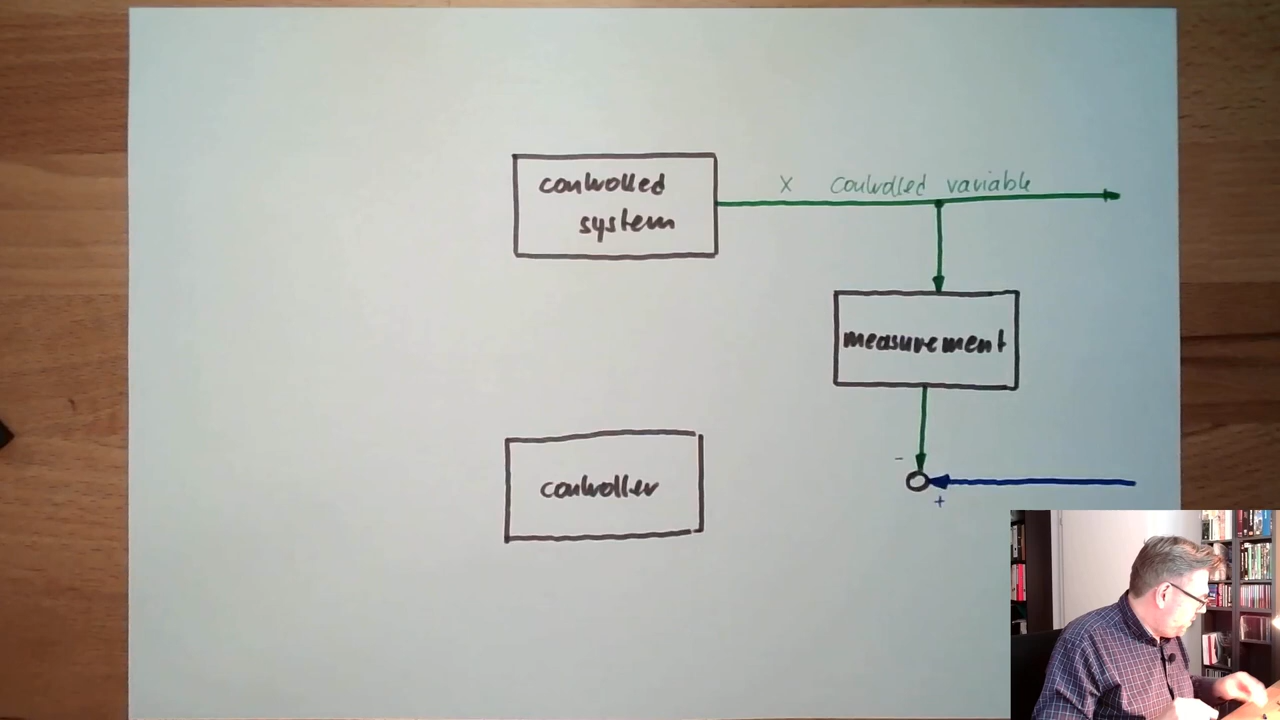 controlled
system
x controlled variable
measurement
controller
-
+